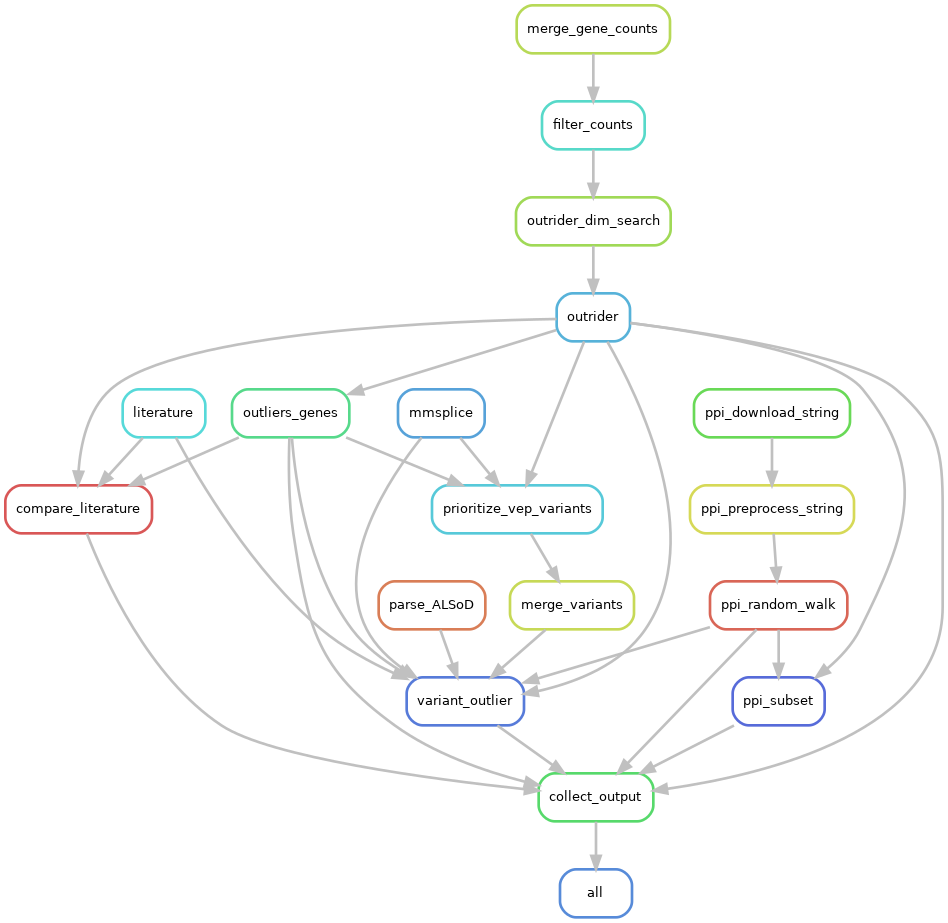 merge_gene_counts
filter_counts
outrider_dim_search
outrider
literature
outliers_genes
mmsplice
ppi_download_string
compare_literature
prioritize_vep_variants
ppi_preprocess_string
parse_ALSoD
merge_variants
ppi_random_walk
variant_outlier
ppi_subset
collect_output
all